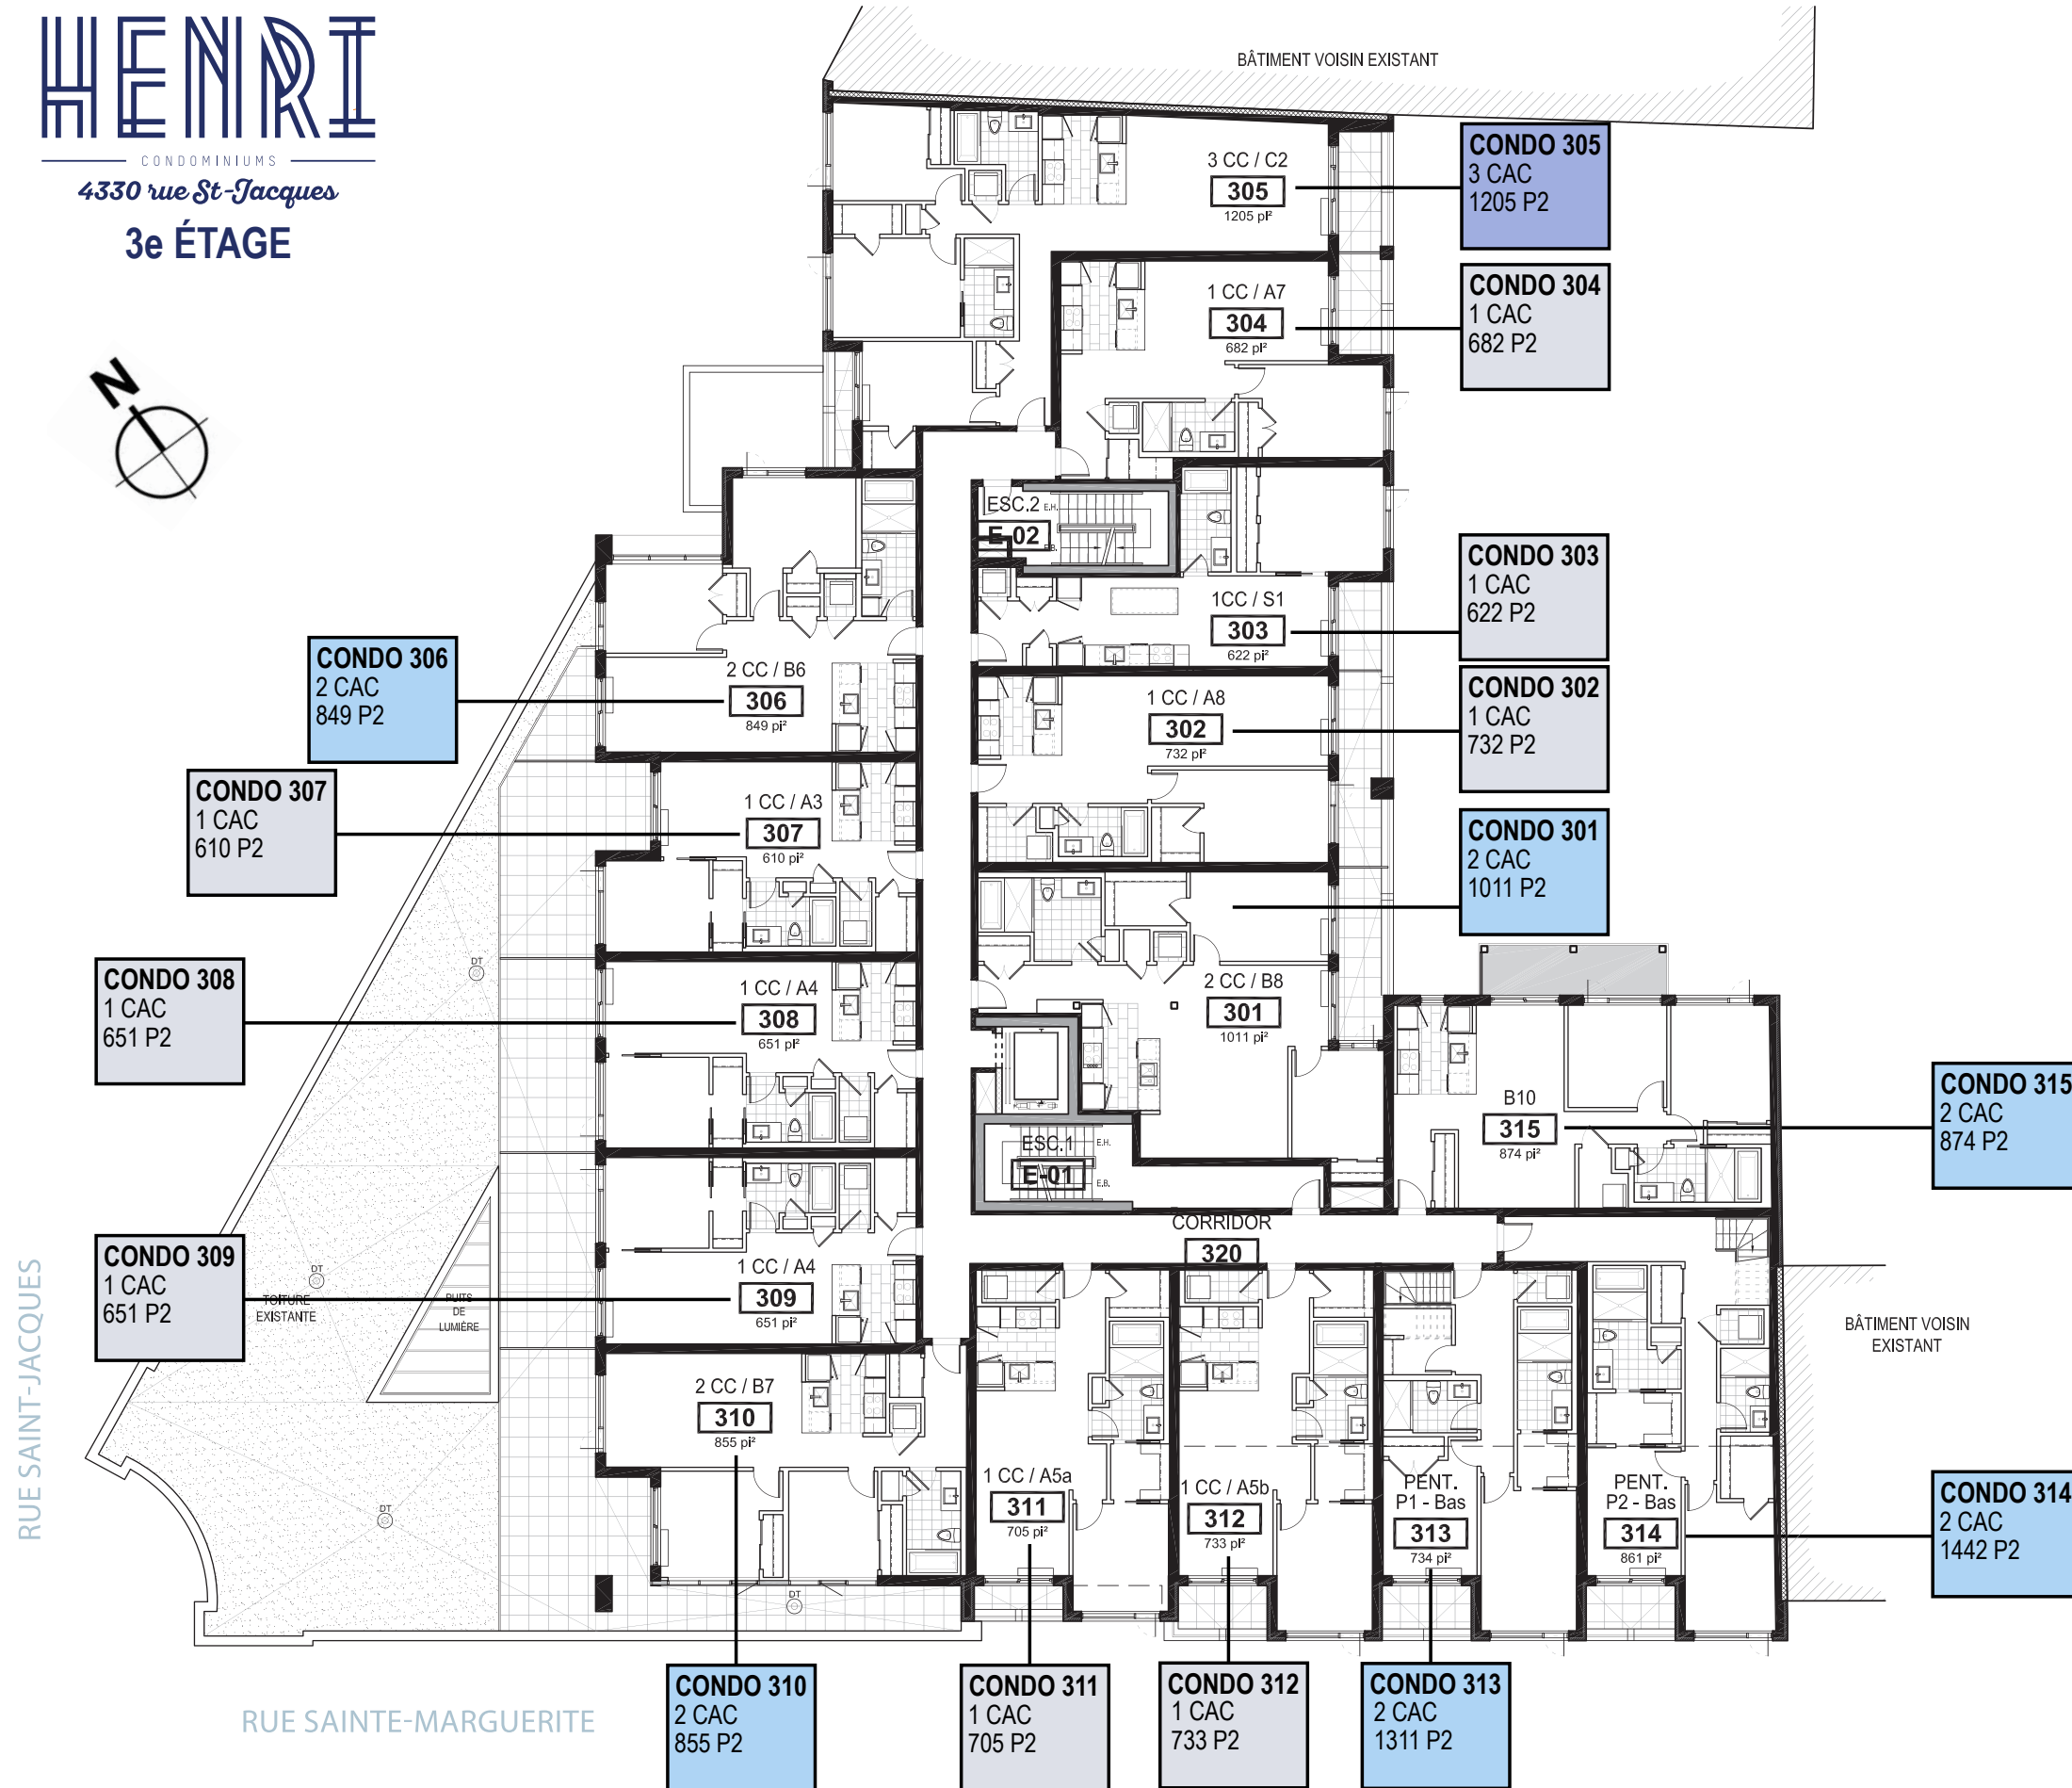 HENRI
CONDOMINIUMS
4330 rue St-Jacques
3e ÉTAGE
N
BÂTIMENT VOISIN EXISTANT
3 CC / C2
305
1205 pi²
CONDO 305
3 CAC
1205 P2
1 CC / A7
304
682 pi²
CONDO 304
1 CAC
682 P2
ESC.2
E.H.
E-02
E.B.
1CC / S1
303
622 pi²
CONDO 303
1 CAC
622 P2
CONDO 306
2 CAC
849 P2
2 CC / B6
306
849 pi²
1 CC / A8
302
732 pi²
CONDO 302
1 CAC
732 P2
CONDO 307
1 CAC
610 P2
1 CC / A3
307
610 pi²
CONDO 301
2 CAC
1011 P2
2 CC / B8
301
1011 pi²
CONDO 308
1 CAC
651 P2
DT
1 CC / A4
308
651 pi²
B10
315
874 pi²
CONDO 315
2 CAC
874 P2
ESC.1
E.H.
E-01
E.B.
CORRIDOR
320
CONDO 309
1 CAC
651 P2
DT
TOITURE
EXISTANTE
PUITS
DE
LUMIÈRE
1 CC / A4
309
651 pi²
BÂTIMENT VOISIN
EXISTANT
RUE SAINT-JACQUES
2 CC / B7
310
855 pi²
1 CC / A5a
311
705 pi²
1 CC / A5b
312
733 pi²
PENT.
P1 - Bas
313
734 pi²
PENT.
P2 - Bas
314
861 pi²
CONDO 314
2 CAC
1442 P2
DT
DT
RUE SAINTE-MARGUERITE
CONDO 310
2 CAC
855 P2
CONDO 311
1 CAC
705 P2
CONDO 312
1 CAC
733 P2
CONDO 313
2 CAC
1311 P2